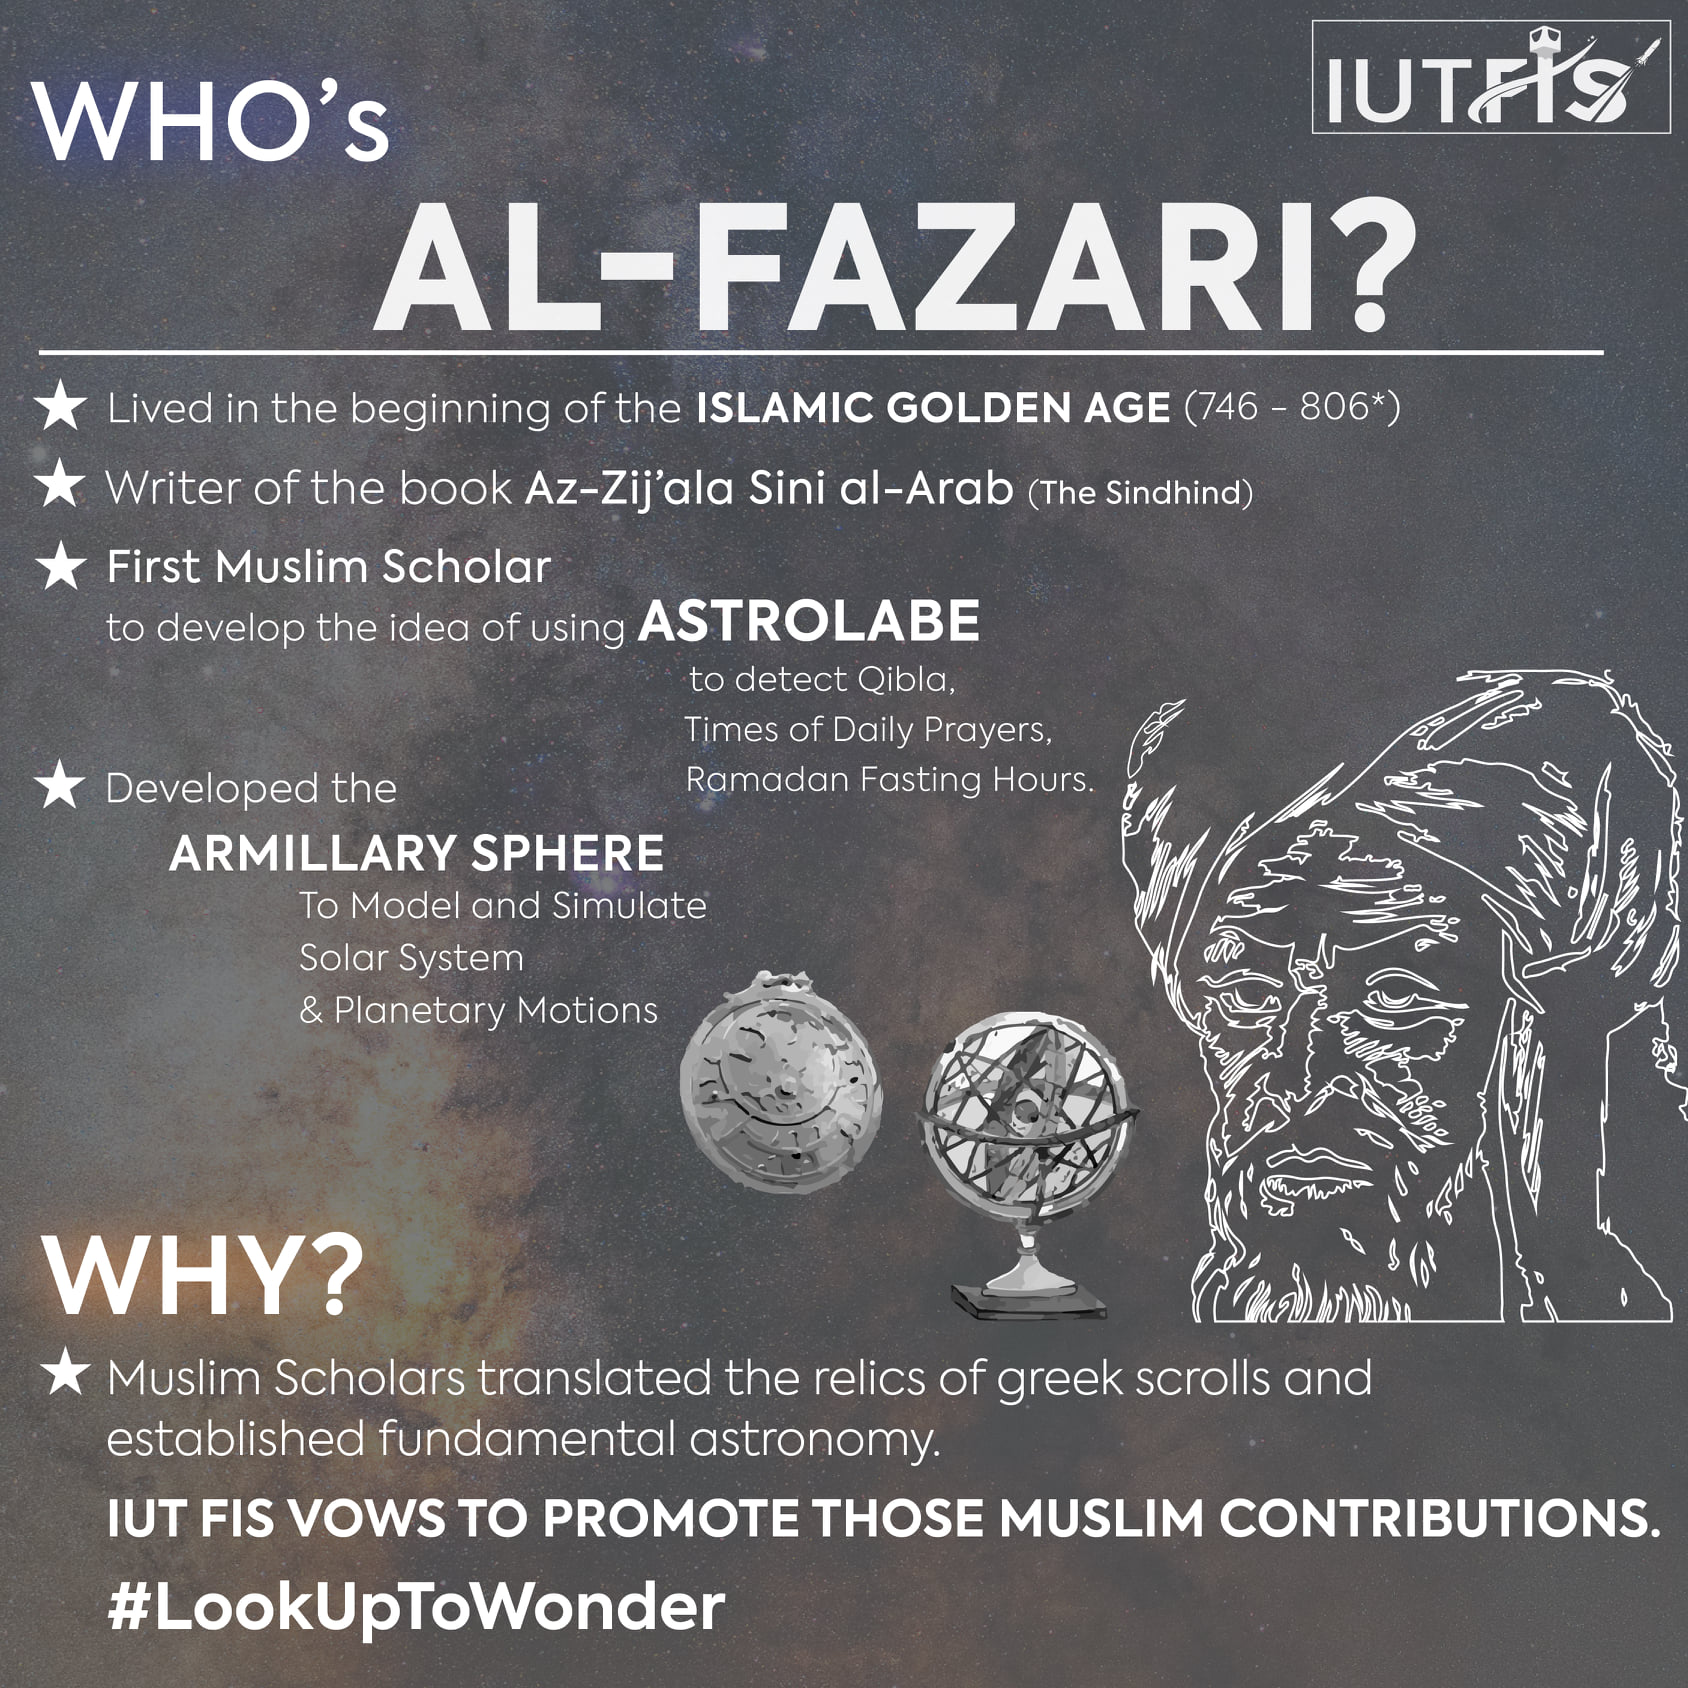 IUTFIS
WHO's
AL-FAZARI?
Lived in the beginning of the ISLAMIC GOLDEN AGE (746 - 806*)
Writer of the book Az-Zij'ala Sini al-Arab (The Sindhind)
First Muslim Scholar
to develop the idea of using ASTROLABE
to detect Qibla,
Times of Daily Prayers,
Ramadan Fasting Hours.
Developed the
ARMILLARY SPHERE
To Model and Simulate
Solar System
& Planetary Motions
WHY?
Muslim Scholars translated the relics of greek scrolls and
established fundamental astronomy.
IUT FIS VOWS TO PROMOTE THOSE MUSLIM CONTRIBUTIONS.
#LookUpToWonder